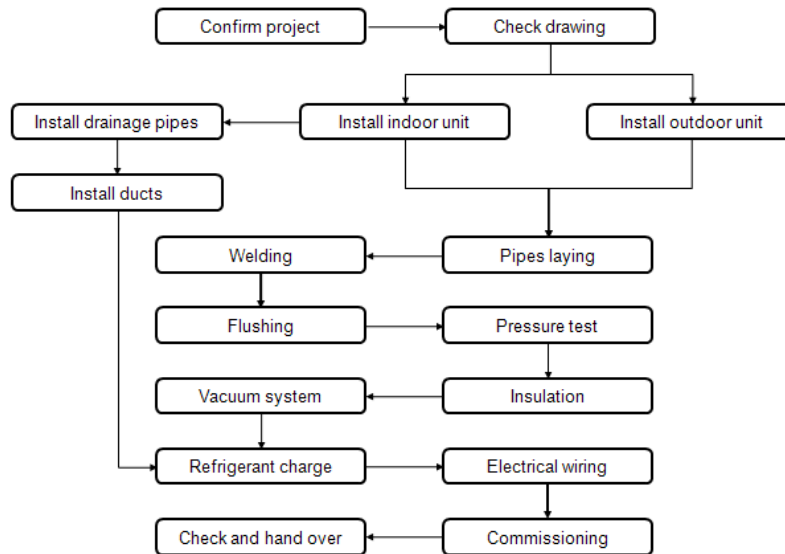 Confirm project
Check drawing
Install drainage pipes
Install indoor unit
Install outdoor unit
Install ducts
Welding
Pipes laying
Flushing
Pressure test
Vacuum system
Insulation
Refrigerant charge
Electrical wiring
Check and hand over
Commissioning